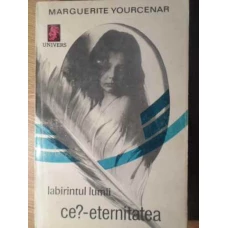 MARGUERITE YOURCENAR
UNIVERS
labirintul lumii
ce?-eternitatea